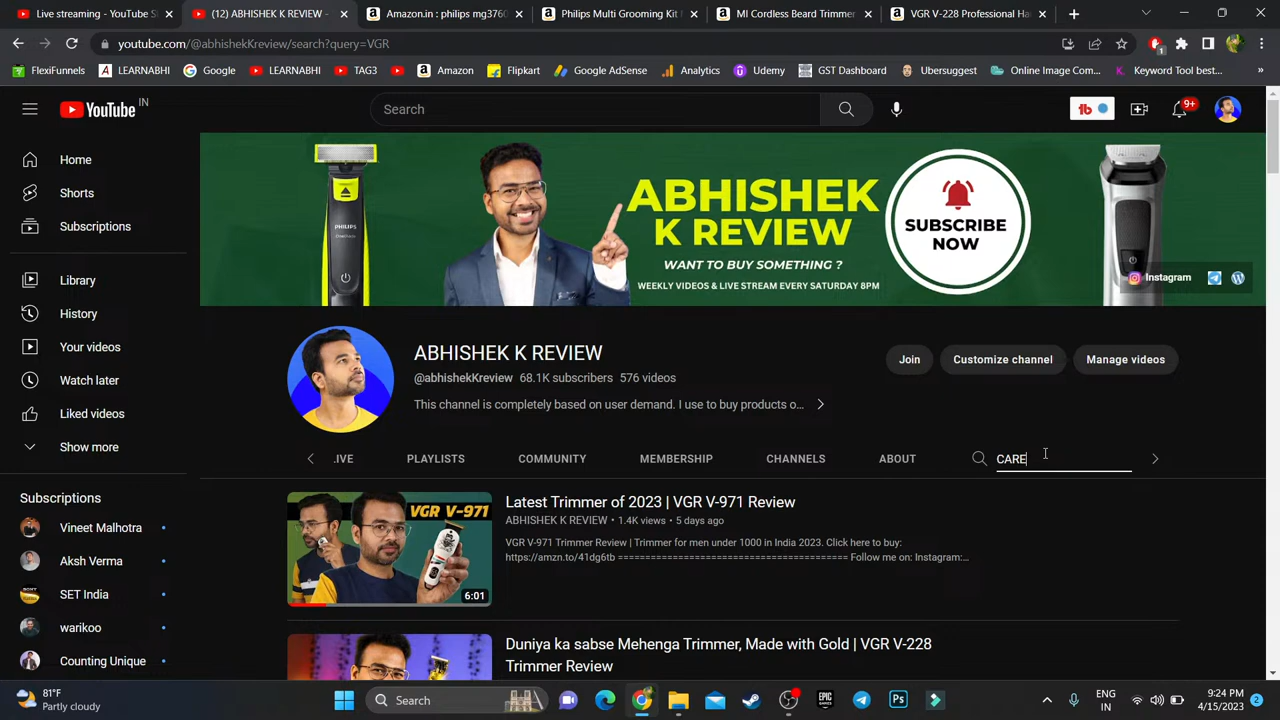 Live streaming - YouTube S
(12) ABHISHEK K REVIEW -
Amazon.in : philips mg3760
Philips Multi Grooming Kit
MI Cordless Beard Trimmer
VGR V-228 Professional Ha
youtube.com/@abhishekKreview/search?query=VGR
1
FlexiFunnels
LEARNABHI
Google
LEARNABHI
TAG3
Amazon
Flipkart
Google AdSense
Analytics
Udemy
GST Dashboard
Ubersuggest
Online Image Com...
Keyword Tool best...
YouTube IN
Search
9+
Home
Shorts
Subscriptions
Library
History
Your videos
Watch later
Liked videos
Show more
Subscriptions
Vineet Malhotra
Aksh Verma
SET India
warikoo
Counting Unique
PHILIPS
ABHISHEK
K REVIEW
WANT TO BUY SOMETHING ?
WEEKLY VIDEOS & LIVE STREAM EVERY SATURDAY 8PM
SUBSCRIBE
NOW
Instagram
ABHISHEK K REVIEW
@abhishekKreview 68.1K subscribers 576 videos
This channel is completely based on user demand. I use to buy products o...
Join
Customize channel
Manage videos
LIVE
PLAYLISTS
COMMUNITY
MEMBERSHIP
CHANNELS
ABOUT
CARE
VGR V-971
6:01
Latest Trimmer of 2023 | VGR V-971 Review
ABHISHEK K REVIEW • 1.4K views • 5 days ago
VGR V-971 Trimmer Review | Trimmer for men under 1000 in India 2023. Click here to buy:
https://amzn.to/41dg6tb ======================================== Follow me on: Instagram:...
Duniya ka sabse Mehenga Trimmer, Made with Gold | VGR V-228
Trimmer Review
81°F
Partly cloudy
Search
ENG
IN
9:24 PM
4/15/2023
2